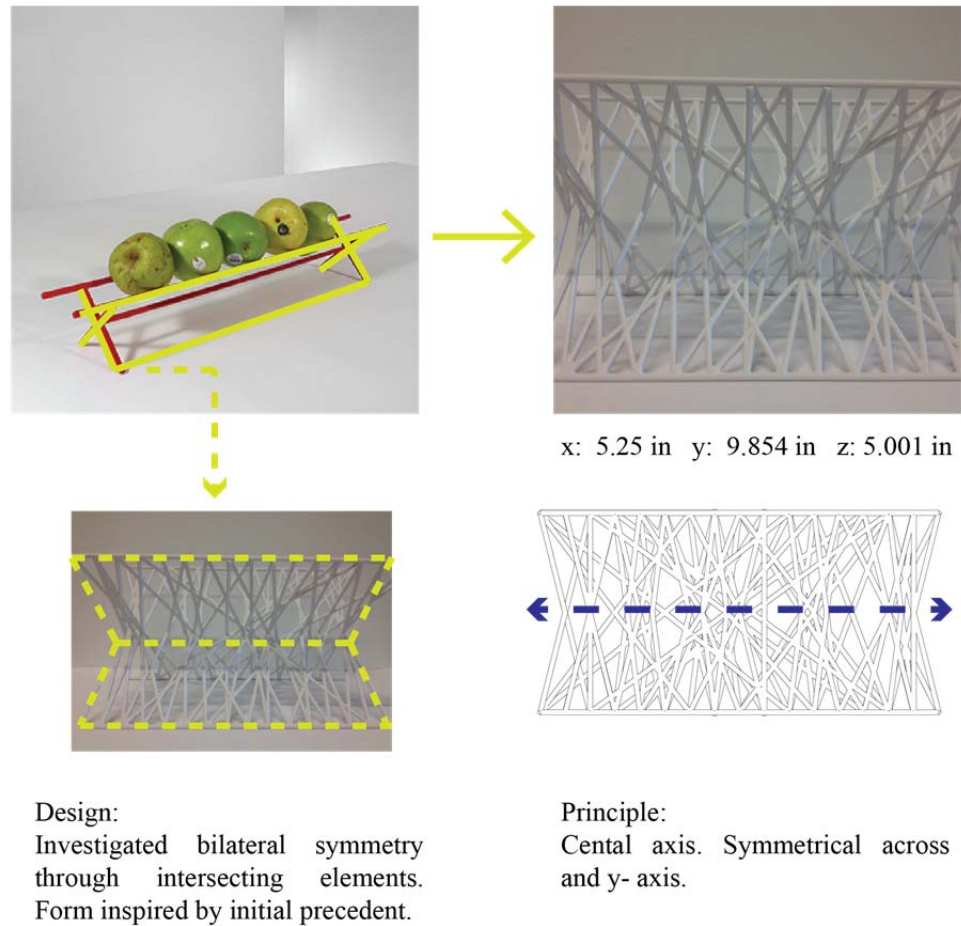 x: 5.25 in y: 9.854 in z: 5.001 in
Design:
Investigated bilateral symmetry
through intersecting elements.
Form inspired by initial precedent.
Principle:
Cental axis. Symmetrical across
and y- axis.